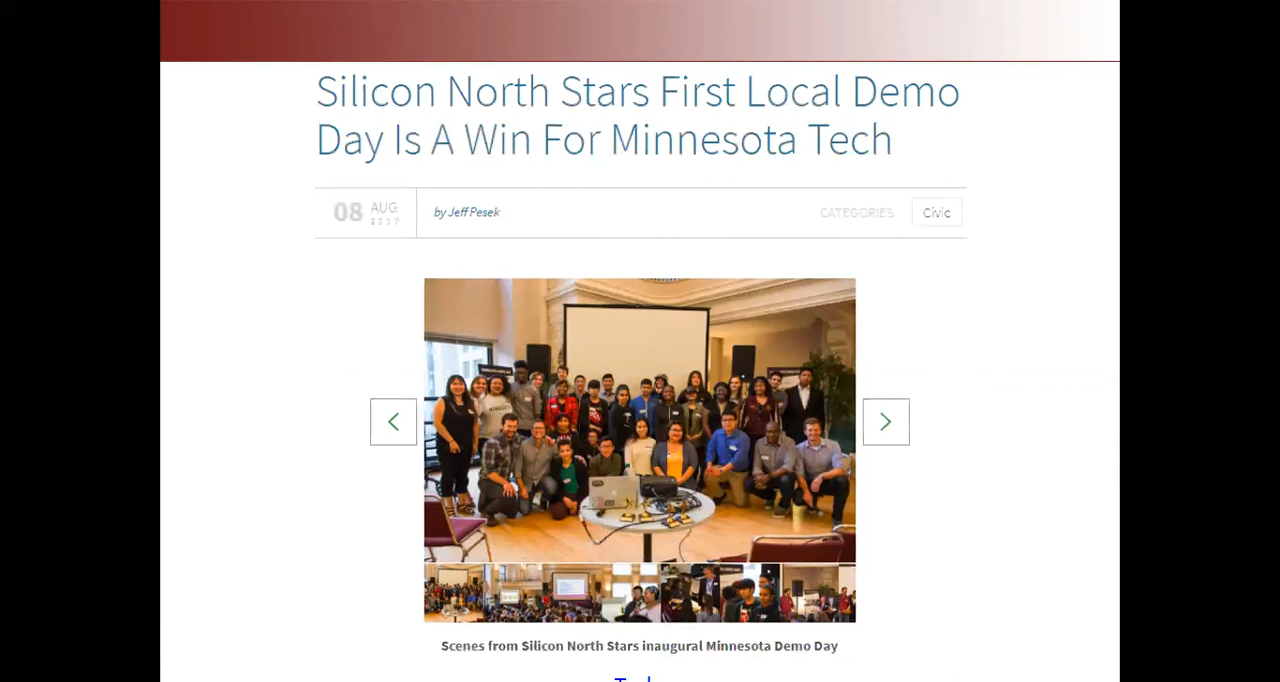 Silicon North Stars First Local Demo
Day Is A Win For Minnesota Tech
08 AUG
2017
by Jeff Pesek
CATEGORIES
Civic
Scenes from Silicon North Stars inaugural Minnesota Demo Day